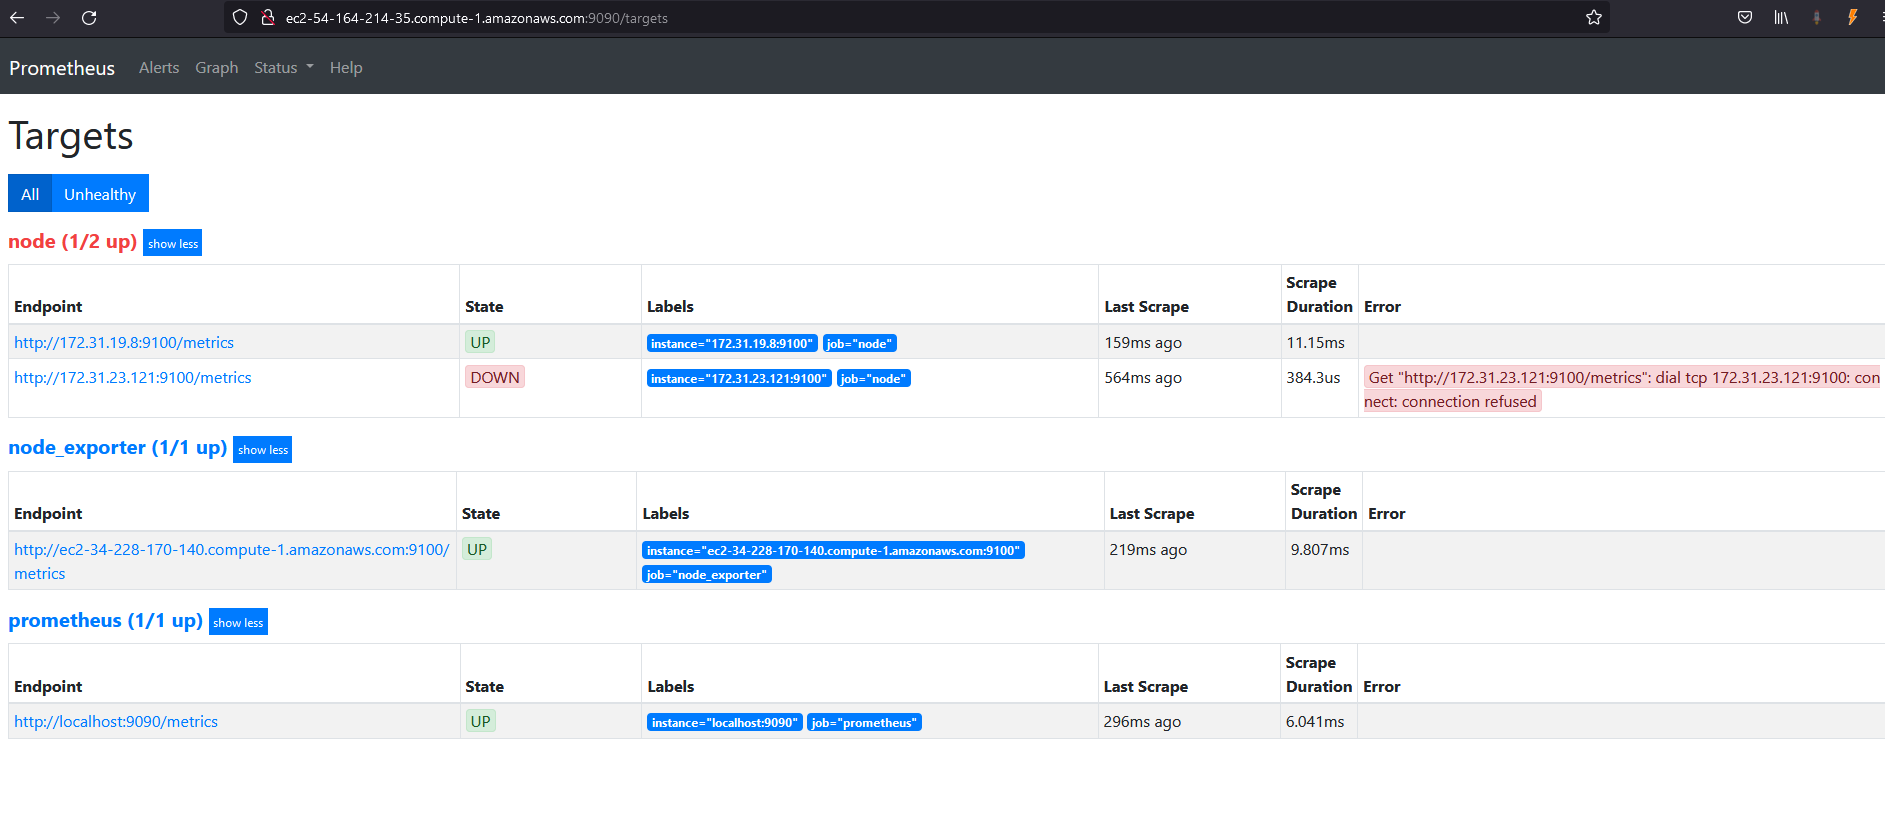 ec2-54-164-214-35.compute-1.amazonaws.com:9090/targets
Prometheus Alerts Graph Status Help
Targets
All Unhealthy
node (1/2 up) show less
Endpoint State Labels Last Scrape Scrape Duration Error
http://172.31.19.8:9100/metrics UP instance="172.31.19.8:9100" job="node" 159ms ago 11.15ms
http://172.31.23.121:9100/metrics DOWN instance="172.31.23.121:9100" job="node" 564ms ago 384.3us Get "http://172.31.23.121:9100/metrics": dial tcp 172.31.23.121:9100: con
nect: connection refused
node_exporter (1/1 up) show less
Endpoint State Labels Last Scrape Scrape Duration Error
http://ec2-34-228-170-140.compute-1.amazonaws.com:9100/ UP instance="ec2-34-228-170-140.compute-1.amazonaws.com:9100" 219ms ago 9.807ms
metrics job="node_exporter"
prometheus (1/1 up) show less
Endpoint State Labels Last Scrape Scrape Duration Error
http://localhost:9090/metrics UP instance="localhost:9090" job="prometheus" 296ms ago 6.041ms